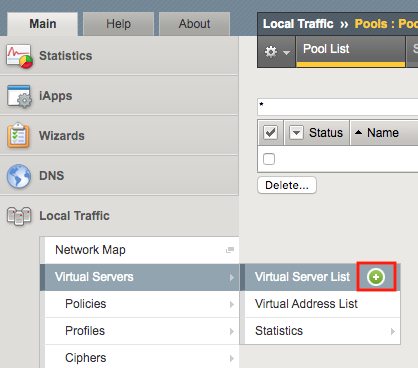 Main Help About
Local Traffic ›› Pools : Poo
Pool List S
Statistics
iApps
Wizards
DNS
Local Traffic
*
Status Name
Delete...
Network Map
Virtual Servers
Policies
Profiles
Ciphers
Virtual Server List
Virtual Address List
Statistics